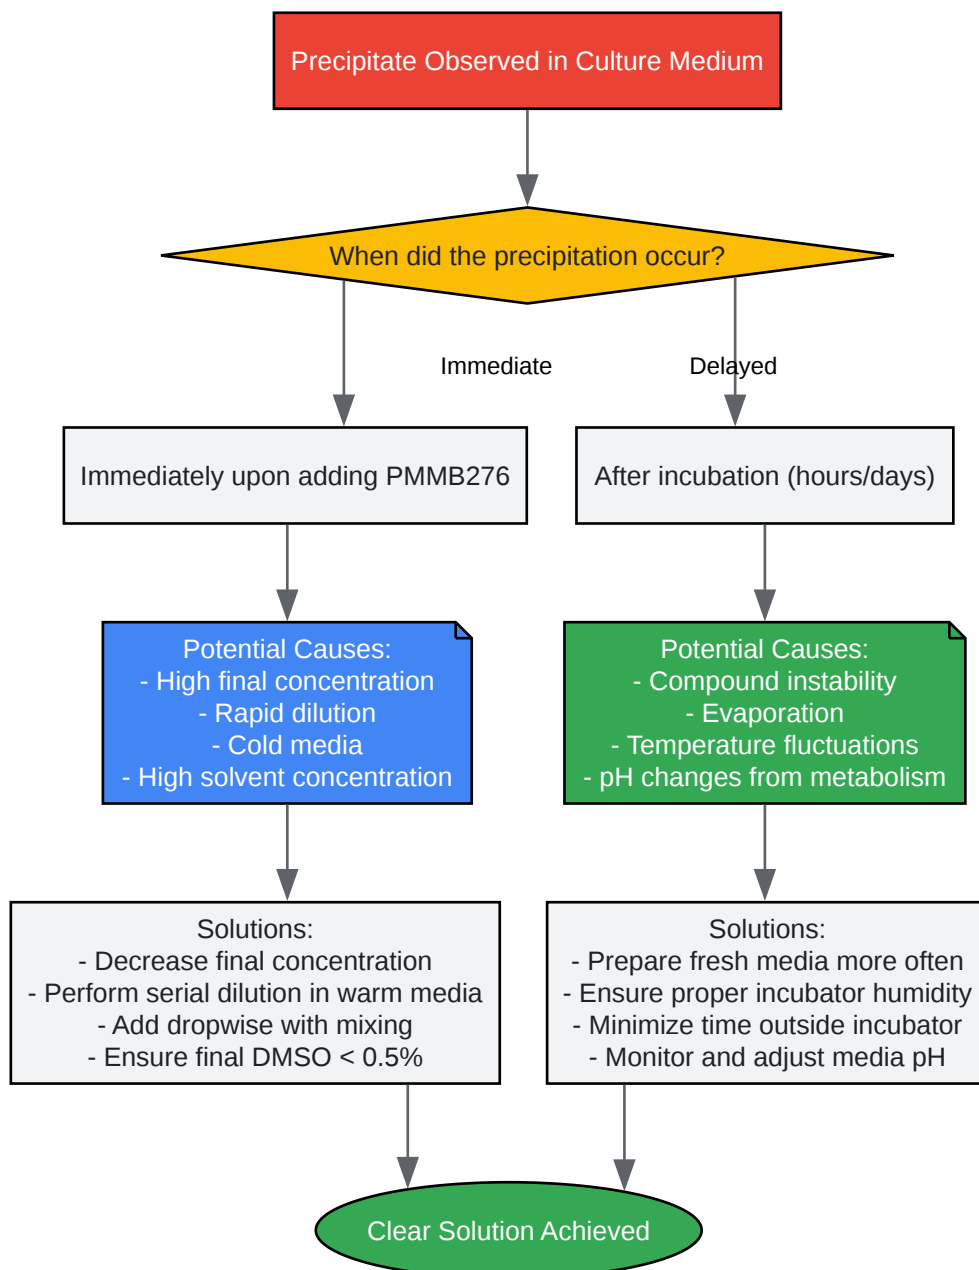 Precipitate Observed in Culture Medium
When did the precipitation occur?
Immediate
Delayed
Immediately upon adding PMMB276
After incubation (hours/days)
Potential Causes:
- High final concentration
- Rapid dilution
- Cold media
- High solvent concentration
Potential Causes:
- Compound instability
- Evaporation
- Temperature fluctuations
- pH changes from metabolism
Solutions:
- Decrease final concentration
- Perform serial dilution in warm media
- Add dropwise with mixing
- Ensure final DMSO < 0.5%
Solutions:
- Prepare fresh media more often
- Ensure proper incubator humidity
- Minimize time outside incubator
- Monitor and adjust media pH
Clear Solution Achieved